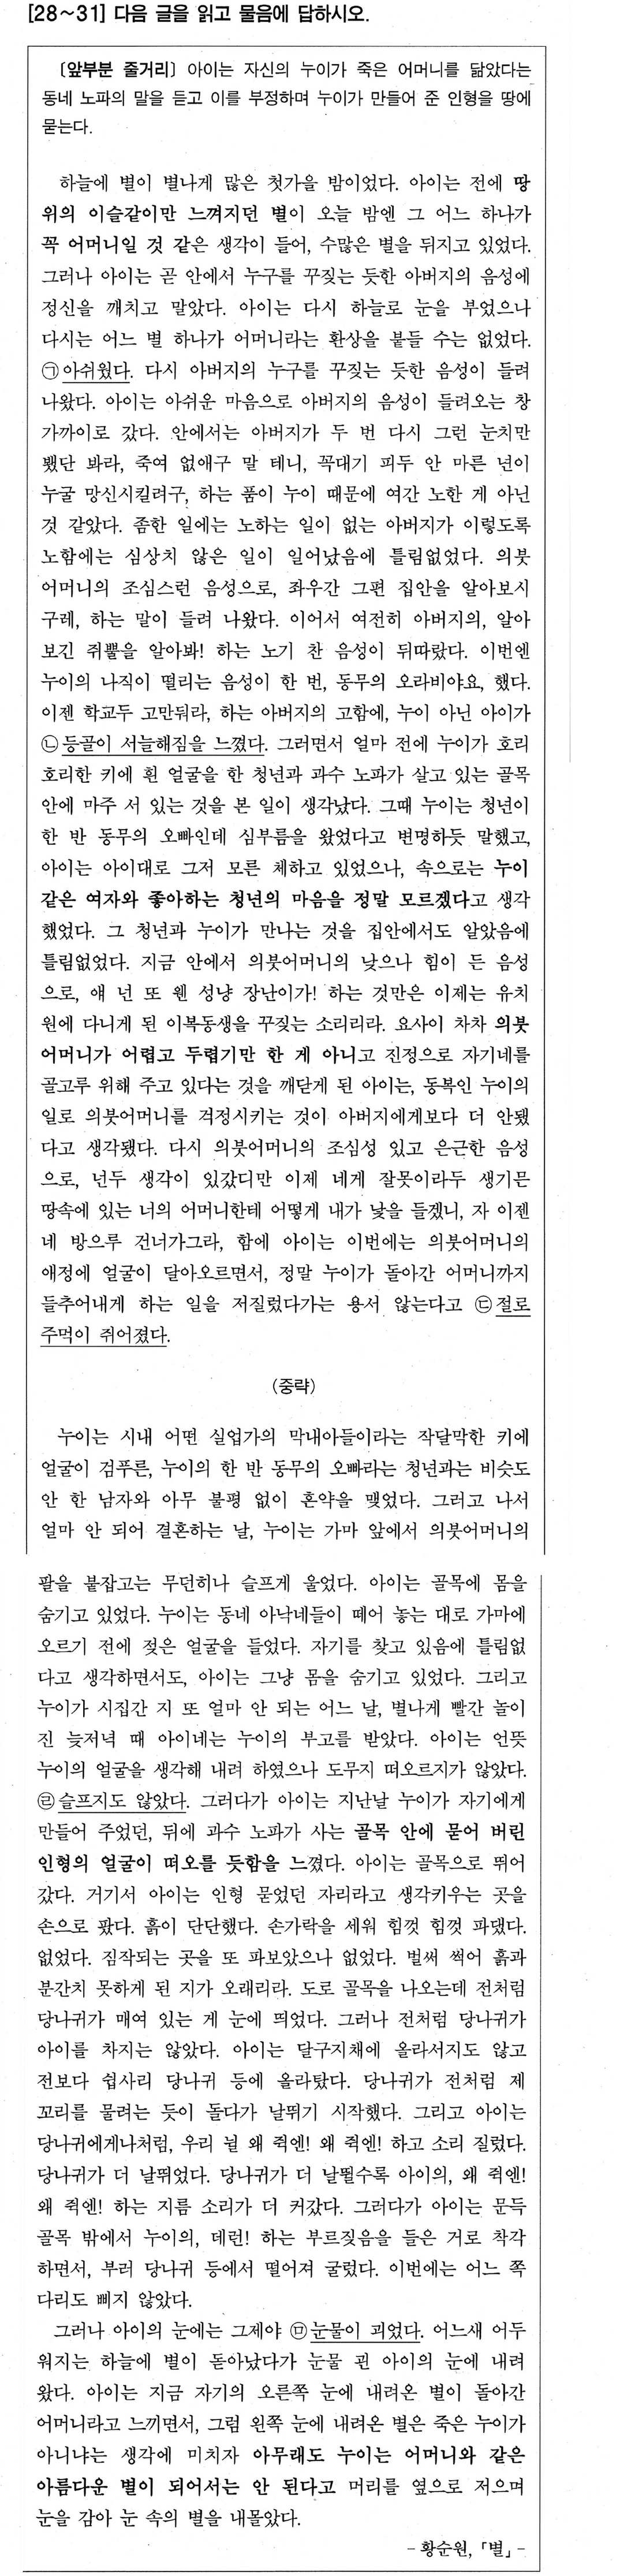 [28～31] 다음 글을 읽고 물음에 답하시오.
〔앞부분 줄거리〕 아이는 자신의 누이가 죽은 어머니를 닮았다는
동네 노파의 말을 듣고 이를 부정하며 누이가 만들어 준 인형을 땅에
묻는다.
하늘에 별이 별나게 많은 첫가을 밤이었다. 아이는 전에 땅
위의 이슬같이만 느껴지던 별이 오늘 밤엔 그 어느 하나가
꼭 어머니일 것 같은 생각이 들어, 수많은 별을 뒤지고 있었다.
그러나 아이는 곧 안에서 누구를 꾸짖는 듯한 아버지의 음성에
정신을 깨치고 말았다. 아이는 다시 하늘로 눈을 부었으나
다시는 어느 별 하나가 어머니라는 환상을 붙들 수는 없었다.
㉠아쉬웠다. 다시 아버지의 누구를 꾸짖는 듯한 음성이 들려
나왔다. 아이는 아쉬운 마음으로 아버지의 음성이 들려오는 창
가까이로 갔다. 안에서는 아버지가 두 번 다시 그런 눈치만
뵀단 봐라, 죽여 없애구 말 테니, 꼭대기 피두 안 마른 년이
누굴 망신시킬려구, 하는 품이 누이 때문에 여간 노한 게 아닌
것 같았다. 좀한 일에는 노하는 일이 없는 아버지가 이렇도록
노함에는 심상치 않은 일이 일어났음에 틀림없었다. 의붓
어머니의 조심스런 음성으로, 좌우간 그편 집안을 알아보시
구레, 하는 말이 들려 나왔다. 이어서 여전히 아버지의, 알아
보긴 쥐뿔을 알아봐! 하는 노기 찬 음성이 뒤따랐다. 이번엔
누이의 나직이 떨리는 음성이 한 번, 동무의 오라비야요, 했다.
이젠 학교두 고만둬라, 하는 아버지의 고함에, 누이 아닌 아이가
㉡등골이 서늘해짐을 느꼈다. 그러면서 얼마 전에 누이가 호리
호리한 키에 흰 얼굴을 한 청년과 과수 노파가 살고 있는 골목
안에 마주 서 있는 것을 본 일이 생각났다. 그때 누이는 청년이
한 반 동무의 오빠인데 심부름을 왔었다고 변명하듯 말했고,
아이는 아이대로 그저 모른 체하고 있었으나, 속으로는 누이
같은 여자와 좋아하는 청년의 마음을 정말 모르겠다고 생각
했었다. 그 청년과 누이가 만나는 것을 집안에서도 알았음에
틀림없었다. 지금 안에서 의붓어머니의 낮으나 힘이 든 음성
으로, 얘 넌 또 웬 성냥 장난이가! 하는 것만은 이제는 유치
원에 다니게 된 이복동생을 꾸짖는 소리리라. 요사이 차차 의붓
어머니가 어렵고 두렵기만 한 게 아니고 진정으로 자기네를
골고루 위해 주고 있다는 것을 깨닫게 된 아이는, 동복인 누이의
일로 의붓어머니를 걱정시키는 것이 아버지에게보다 더 안됐
다고 생각됐다. 다시 의붓어머니의 조심성 있고 은근한 음성
으로, 넌두 생각이 있갔디만 이제 네게 잘못이라두 생기믄
땅속에 있는 너의 어머니한테 어떻게 내가 낯을 들겠니, 자 이젠
네 방으루 건너가그라, 함에 아이는 이번에는 의붓어머니의
애정에 얼굴이 달아오르면서, 정말 누이가 돌아간 어머니까지
들추어내게 하는 일을 저질렀다가는 용서 않는다고 ㉢절로
주먹이 쥐어졌다.
(중략)
누이는 시내 어떤 실업가의 막내아들이라는 작달막한 키에
얼굴이 검푸른, 누이의 한 반 동무의 오빠라는 청년과는 비슷도
안 한 남자와 아무 불평 없이 혼약을 맺었다. 그러고 나서
얼마 안 되어 결혼하는 날, 누이는 가마 앞에서 의붓어머니의
팔을 붙잡고는 무던히나 슬프게 울었다. 아이는 골목에 몸을
숨기고 있었다. 누이는 동네 아낙네들이 떼어 놓는 대로 가마에
오르기 전에 젖은 얼굴을 들었다. 자기를 찾고 있음에 틀림없
다고 생각하면서도, 아이는 그냥 몸을 숨기고 있었다. 그리고
누이가 시집간 지 또 얼마 안 되는 어느 날, 별나게 빨간 놀이
진 늦저녁 때 아이네는 누이의 부고를 받았다. 아이는 언뜻
누이의 얼굴을 생각해 내려 하였으나 도무지 떠오르지가 않았다.
㉣슬프지도 않았다. 그러다가 아이는 지난날 누이가 자기에게
만들어 주었던, 뒤에 과수 노파가 사는 골목 안에 묻어 버린
인형의 얼굴이 떠오를 듯함을 느꼈다. 아이는 골목으로 뛰어
갔다. 거기서 아이는 인형 묻었던 자리라고 생각키우는 곳을
손으로 팠다. 흙이 단단했다. 손가락을 세워 힘껏 힘껏 파댔다.
없었다. 짐작되는 곳을 또 파보았으나 없었다. 벌써 썩어 흙과
분간치 못하게 된 지가 오래리라. 도로 골목을 나오는데 전처럼
당나귀가 매여 있는 게 눈에 띄었다. 그러나 전처럼 당나귀가
아이를 차지는 않았다. 아이는 달구지채에 올라서지도 않고
전보다 쉽사리 당나귀 등에 올라탔다. 당나귀가 전처럼 제
꼬리를 물려는 듯이 돌다가 날뛰기 시작했다. 그리고 아이는
당나귀에게나처럼, 우리 널 왜 쥑엔! 왜 쥑엔! 하고 소리 질렀다.
당나귀가 더 날뛰었다. 당나귀가 더 날뛸수록 아이의, 왜 쥑엔!
왜 쥑엔! 하는 지름 소리가 더 커갔다. 그러다가 아이는 문득
골목 밖에서 누이의, 데런! 하는 부르짖음을 들은 거로 착각
하면서, 부러 당나귀 등에서 떨어져 굴렀다. 이번에는 어느 쪽
다리도 삐지 않았다.
그러나 아이의 눈에는 그제야 ㉤눈물이 괴었다. 어느새 어두
워지는 하늘에 별이 돋아났다가 눈물 괸 아이의 눈에 내려
왔다. 아이는 지금 자기의 오른쪽 눈에 내려온 별이 돌아간
어머니라고 느끼면서, 그럼 왼쪽 눈에 내려온 별은 죽은 누이가
아니냐는 생각에 미치자 아무래도 누이는 어머니와 같은
아름다운 별이 되어서는 안 된다고 머리를 옆으로 저으며
눈을 감아 눈 속의 별을 내몰았다.
- 황순원, 「별」 -